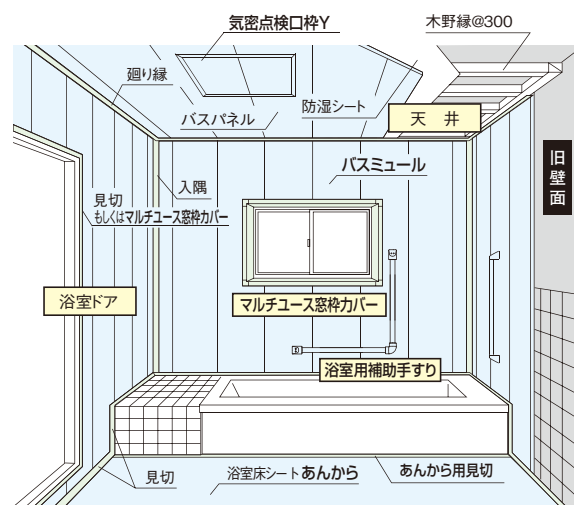 気密点検口枠Y
木野縁@300
廻り縁
バスパネル
防湿シート
天 井
バスミュール
旧壁面
入隅
見切
もしくはマルチユース窓枠カバー
浴室ドア
マルチユース窓枠カバー
浴室用補助手すり
見切
浴室床シートあんから
あんから用見切